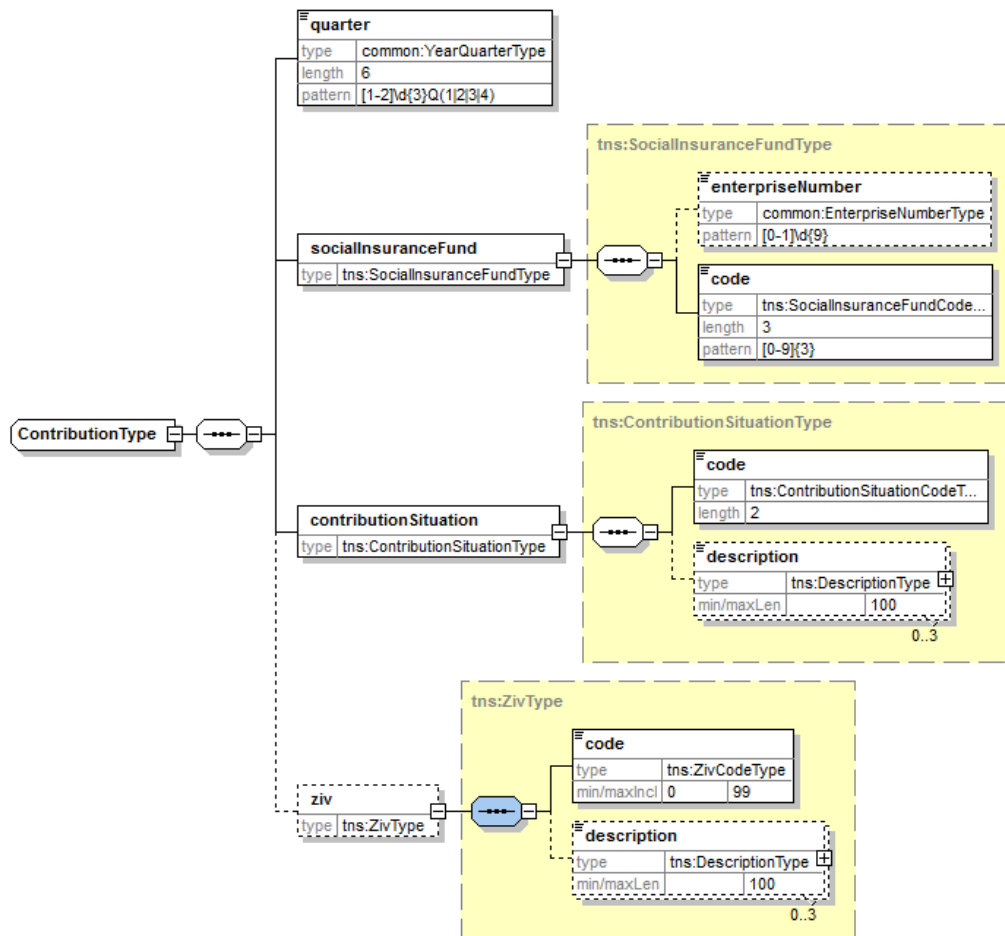 quarter
type common:YearQuarterType
length 6
pattern [1-2]\d{3}Q(1|2|3|4)
tns:SocialInsuranceFundType
enterpriseNumber
type common:EnterpriseNumberType
pattern [0-1]\d{9}
socialInsuranceFund
type tns:SocialInsuranceFundType
code
type tns:SocialInsuranceFundCode...
length 3
pattern [0-9]{3}
ContributionType
tns:ContributionSituationType
code
type tns:ContributionSituationCodeT...
length 2
contributionSituation
type tns:ContributionSituationType
description
type tns:DescriptionType
min/maxLen 100
0..3
tns:ZivType
code
type tns:ZivCodeType
min/maxIncl 0 99
ziv
type tns:ZivType
description
type tns:DescriptionType
min/maxLen 100
0..3